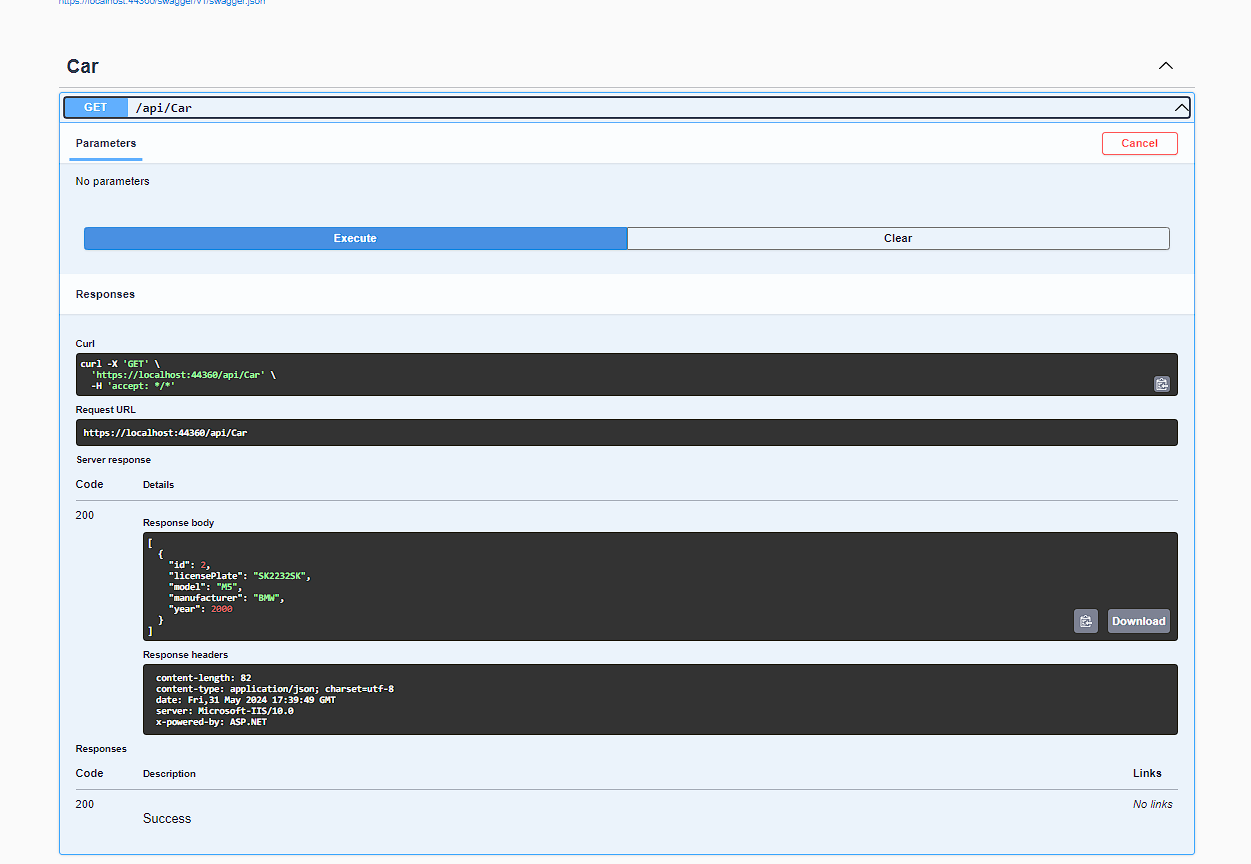 https://localhost:44360/swagger/v1/swagger.json
Car
GET /api/Car
Parameters
Cancel
No parameters
Execute
Clear
Responses
Curl
curl -X 'GET' \
  'https://localhost:44360/api/Car' \
  -H 'accept: */*'
Request URL
https://localhost:44360/api/Car
Server response
Code Details
200
Response body
[
  {
    "id": 2,
    "licensePlate": "SK2232SK",
    "model": "M5",
    "manufacturer": "BMW",
    "year": 2000
  }
]
Download
Response headers
content-length: 82
content-type: application/json; charset=utf-8
date: Fri,31 May 2024 17:39:49 GMT
server: Microsoft-IIS/10.0
x-powered-by: ASP.NET
Responses
Code Description Links
200 No links
Success